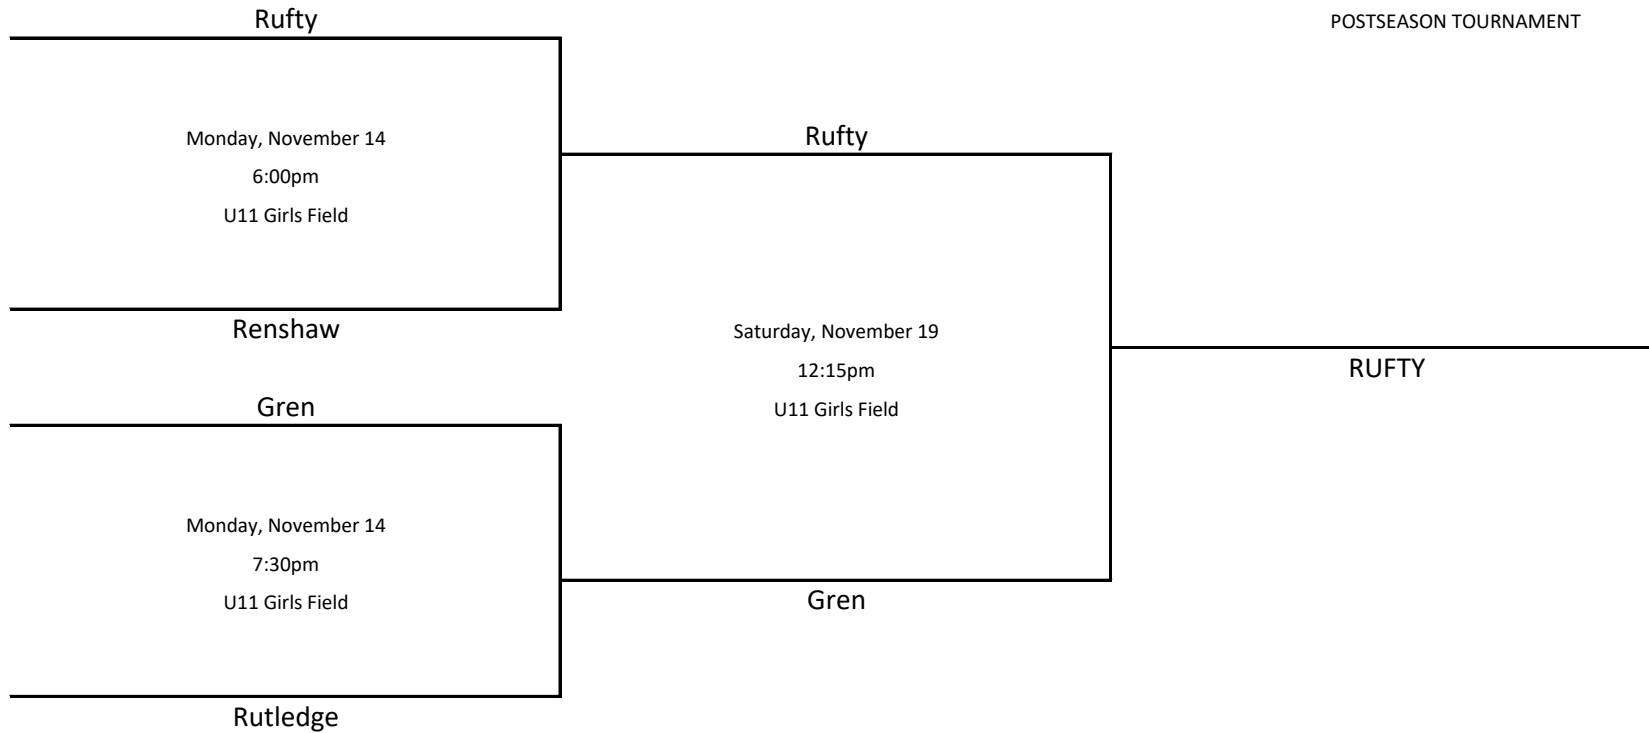 Rufty
POSTSEASON TOURNAMENT
Monday, November 14
6:00pm
U11 Girls Field
Rufty
Renshaw
Saturday, November 19
12:15pm
U11 Girls Field
RUFTY
Gren
Monday, November 14
7:30pm
U11 Girls Field
Gren
Rutledge